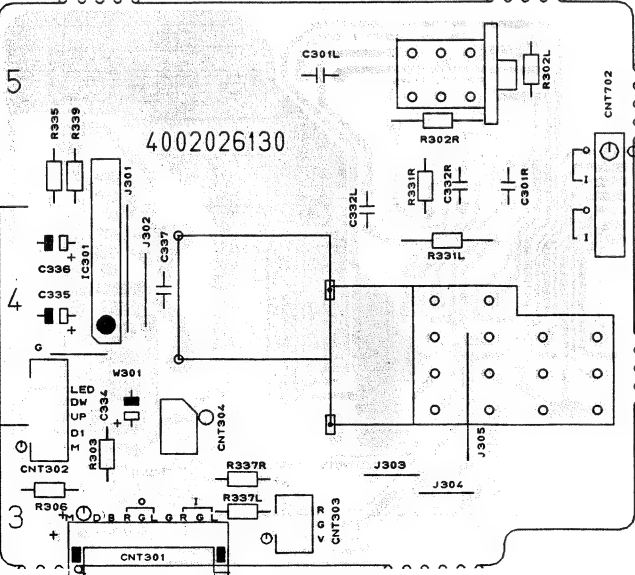 5
C301L
R302L
CNT702
R335
R339
4002026130
R302R
J301
R331R
C332R
C301R
C332L
O
I
O
I
J302
C337
IC301
R331L
C336
+
C335
+
4
G
W301
LED
DW
UP
D1
M
C334
+
CNT304
R303
CNT302
J305
J303
J304
R337R
R337L
R306
3
O
I
+M D B R G L G R G L
+
CNT301
R
G
V
CNT303